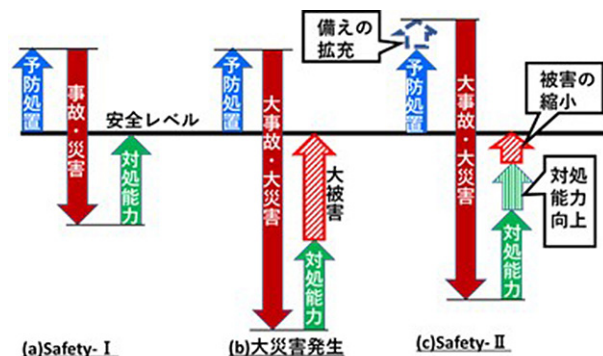 予防処置
事故・災害
安全レベル
対処能力
(a)Safety-Ⅰ
予防処置
大事故・大災害
大被害
対処能力
(b)大災害発生
備えの
拡充
予防処置
大事故・大災害
被害の
縮小
対処
能力
向上
対処能力
(c)Safety-Ⅱ